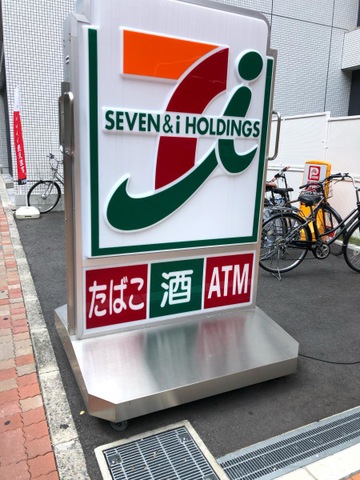 SEVEN&i HOLDINGS
たばこ 酒 ATM
P